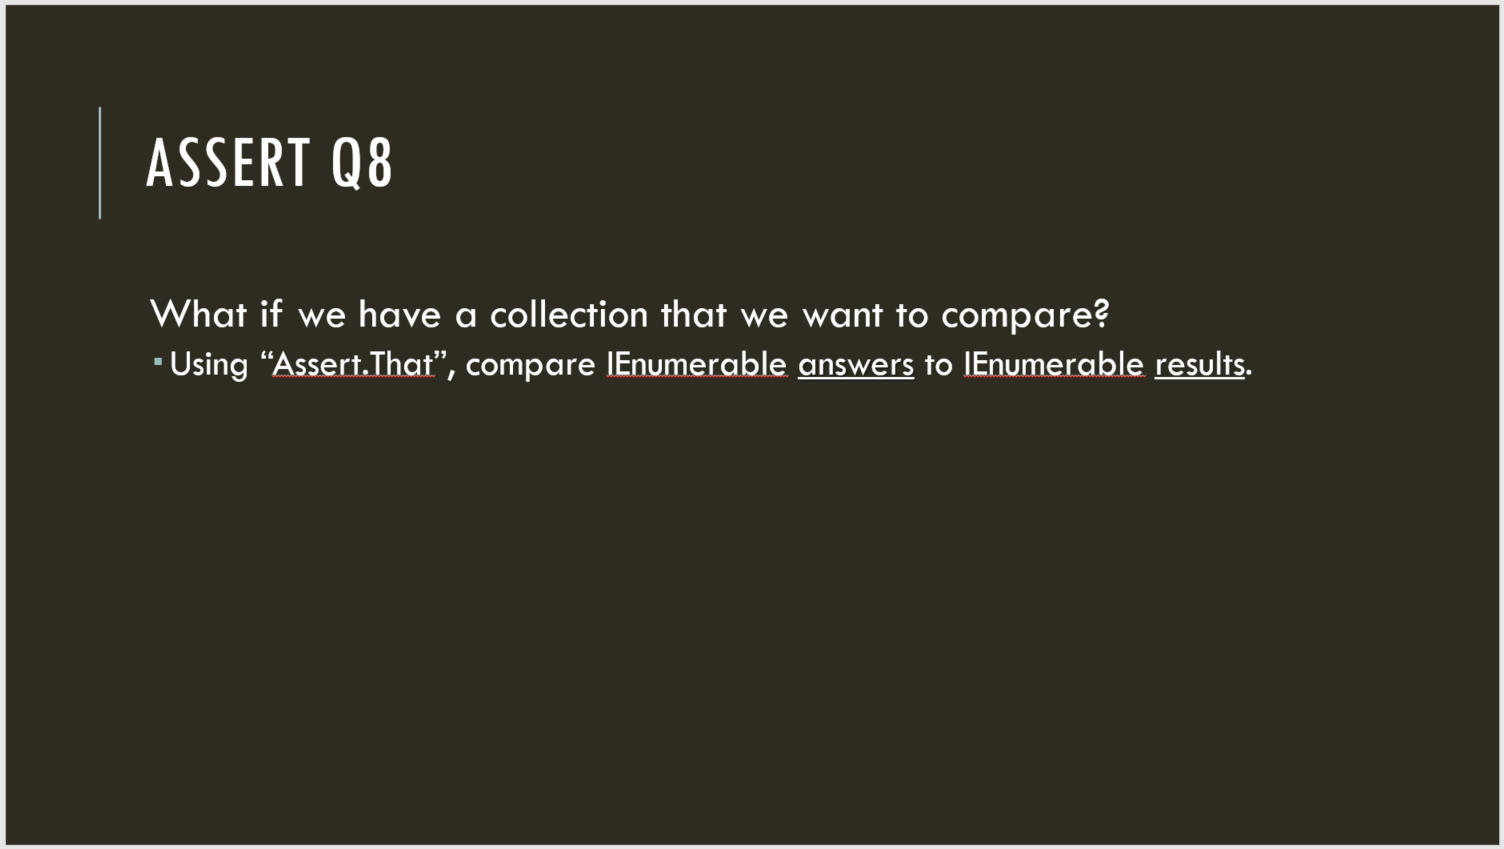 ASSERT Q8
What if we have a collection that we want to compare?
▪ Using “Assert.That”, compare IEnumerable answers to IEnumerable results.